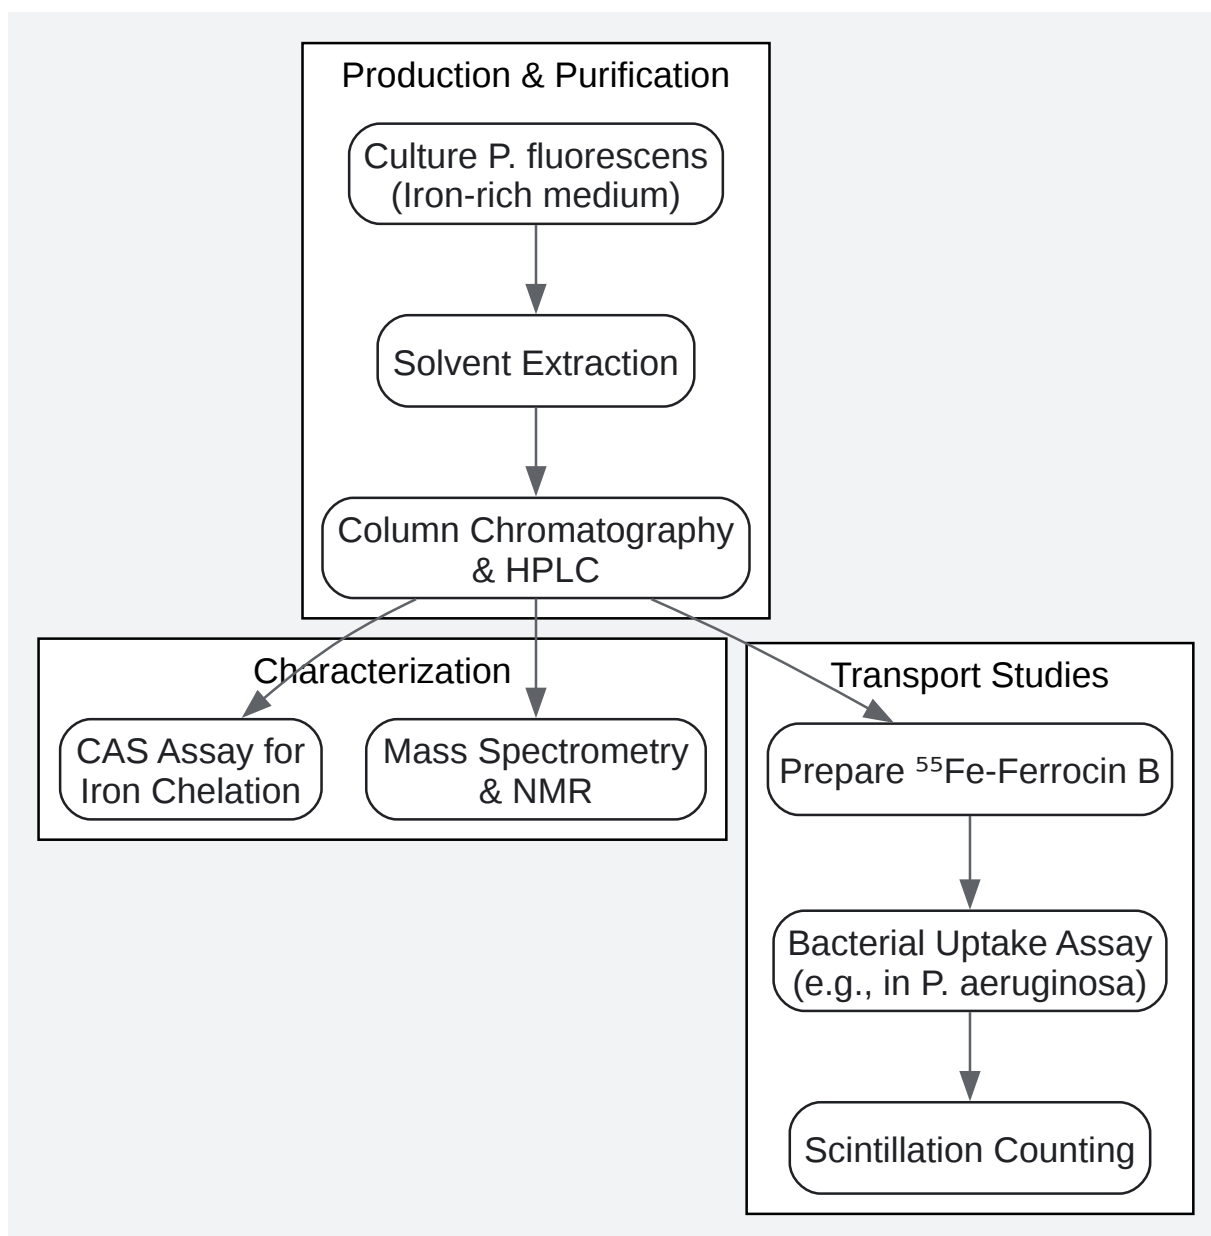 Production & Purification
Culture P. fluorescens
(Iron-rich medium)
Solvent Extraction
Column Chromatography
& HPLC
Characterization
CAS Assay for
Iron Chelation
Mass Spectrometry
& NMR
Transport Studies
Prepare ⁵⁵Fe-Ferrocin B
Bacterial Uptake Assay
(e.g., in P. aeruginosa)
Scintillation Counting